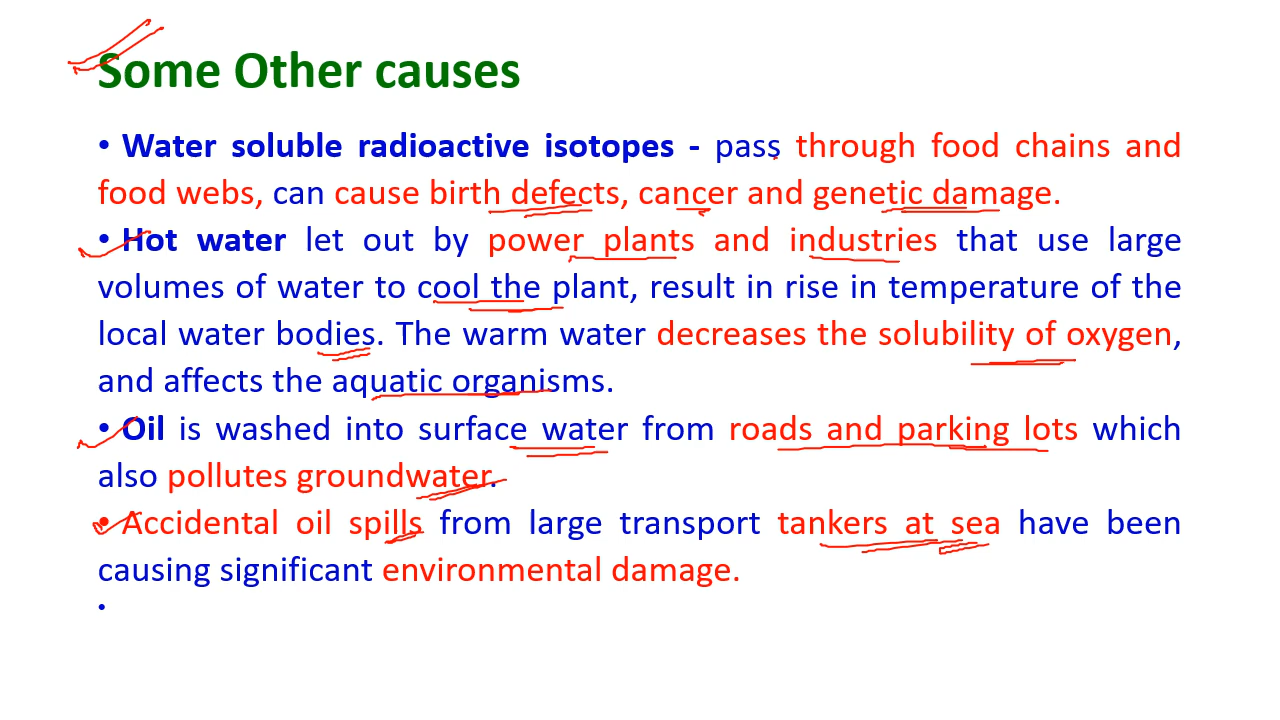 Some Other causes
• Water soluble radioactive isotopes - pass through food chains and
food webs, can cause birth defects, cancer and genetic damage.
• Hot water let out by power plants and industries that use large
volumes of water to cool the plant, result in rise in temperature of the
local water bodies. The warm water decreases the solubility of oxygen,
and affects the aquatic organisms.
• Oil is washed into surface water from roads and parking lots which
also pollutes groundwater.
• Accidental oil spills from large transport tankers at sea have been
causing significant environmental damage.
•